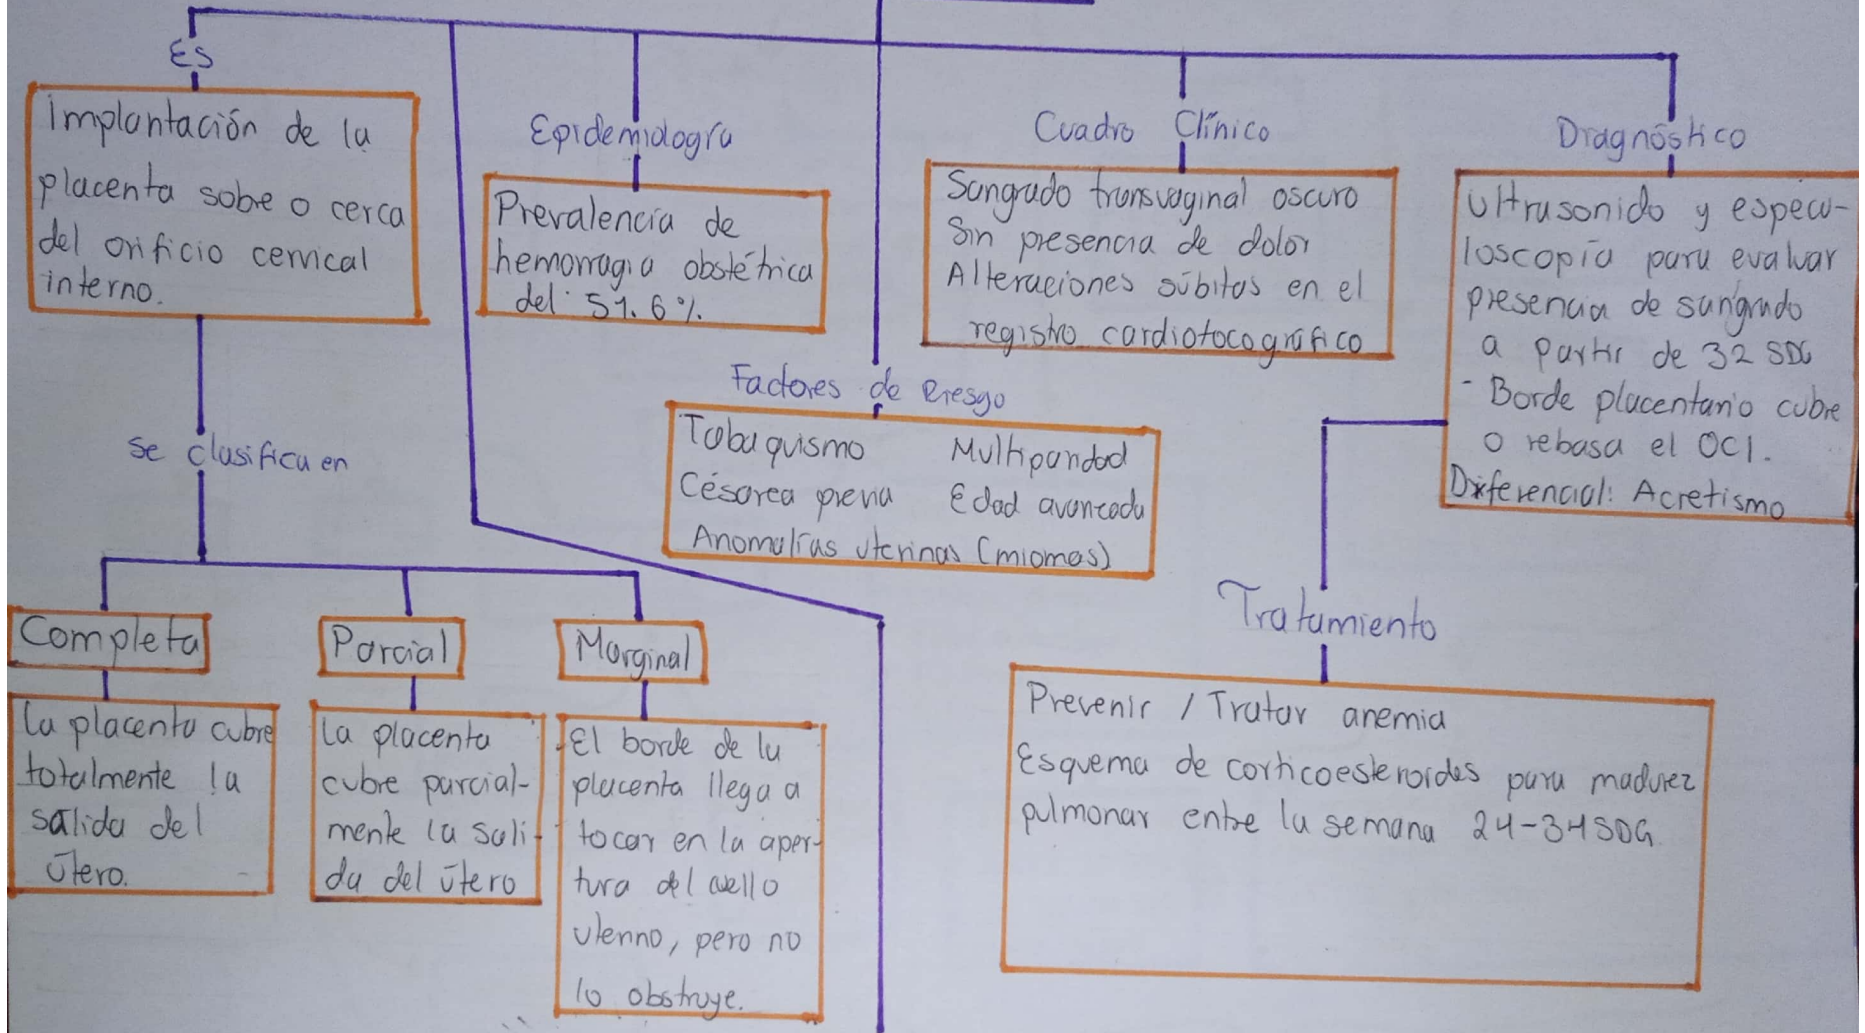 Es
Implantación de la
placenta sobre o cerca
del orificio cervical
interno.
Epidemiología
Prevalencia de
hemorragia obstétrica
del 51.6%
Cuadro Clínico
Sangrado transvaginal oscuro
Sin presencia de dolor
Alteraciones súbitas en el
registro cardiotocográfico
Diagnóstico
Ultrasonido y especu-
loscopía para evaluar
presencia de sangrado
a partir de 32 SDG
- Borde placentario cubre
o rebasa el OCI.
Diferencial: Acretismo
Factores de Riesgo
Tabaquismo Multiparidad
Césarea previa Edad avanzada
Anomalías uterinas (miomas)
se clasifica en
Completa
La placenta cubre
totalmente la
salida del
útero.
Parcial
La placenta
cubre parcial-
mente la sali-
da del útero
Marginal
El borde de la
placenta llega a
tocar en la aper-
tura del cuello
uterino, pero no
lo obstruye.
Tratamiento
Prevenir / Tratar anemia
Esquema de corticoesteroides para madurez
pulmonar entre la semana 24-34SDG